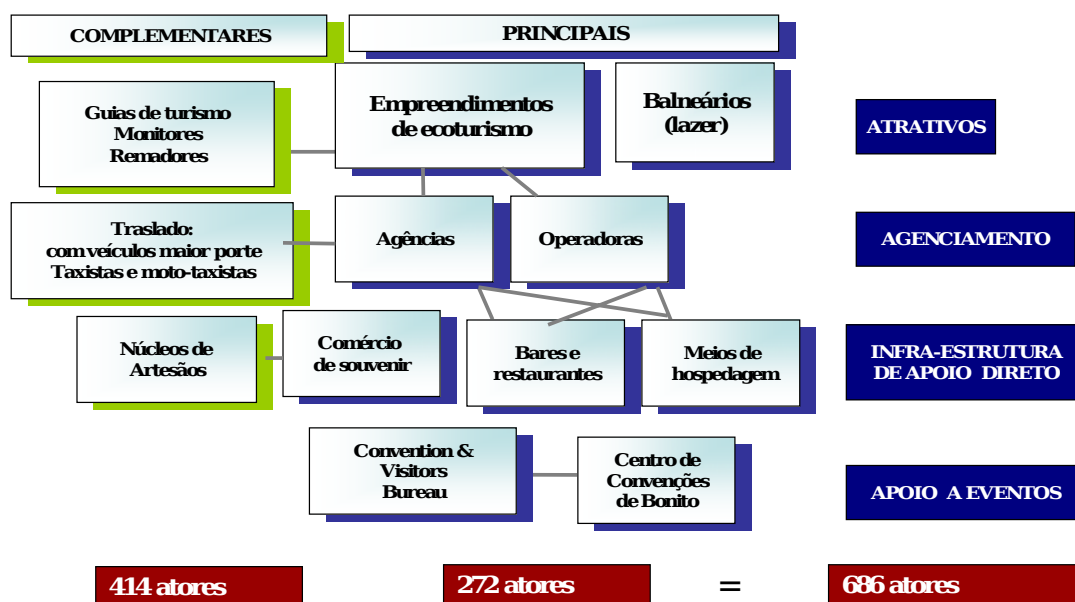 COMPLEMENTARES
PRINCIPAIS
Guias de turismo
Monitores
Remadores
Empreendimentos
de ecoturismo
Balneários
(lazer)
ATRATIVOS
Traslado:
com veículos maior porte
Taxistas e moto-taxistas
Agências
Operadoras
AGENCIAMENTO
Núcleos de
Artesãos
Comércio
de souvenir
Bares e
restaurantes
Meios de
hospedagem
INFRA-ESTRUTURA
DE APOIO DIRETO
Convention &
Visitors
Bureau
Centro de
Convenções
de Bonito
APOIO A EVENTOS
414 atores
272 atores
=
686 atores